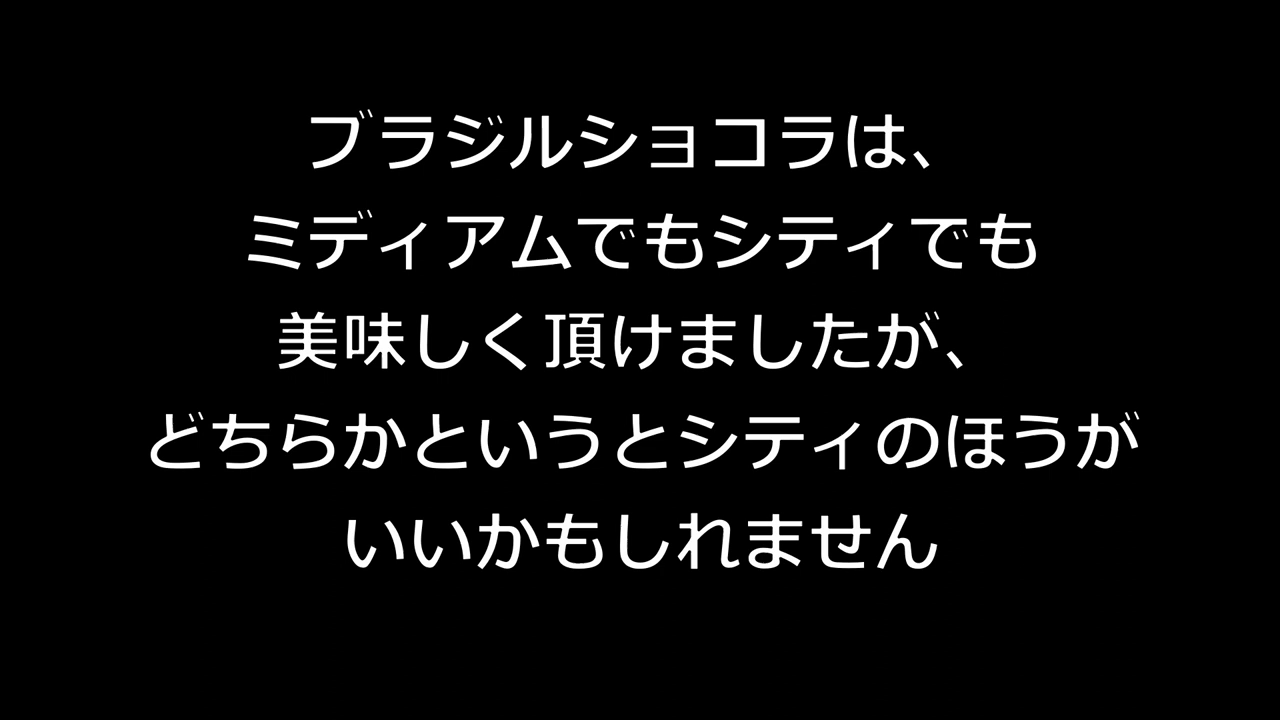 ブラジルショコラは、
ミディアムでもシティでも
美味しく頂けましたが、
どちらかというとシティのほうが
いいかもしれません